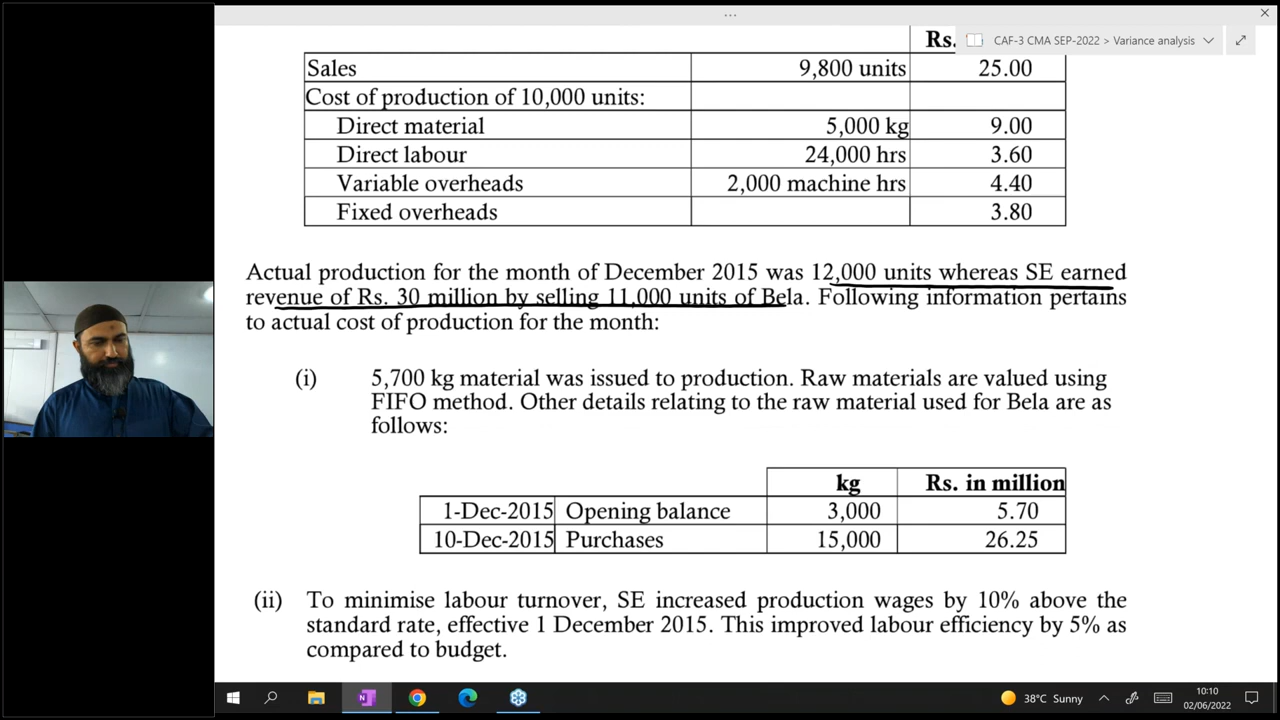 Rs.
CAF-3 CMA SEP-2022 > Variance analysis
Sales 9,800 units 25.00
Cost of production of 10,000 units:
Direct material 5,000 kg 9.00
Direct labour 24,000 hrs 3.60
Variable overheads 2,000 machine hrs 4.40
Fixed overheads 3.80
Actual production for the month of December 2015 was 12,000 units whereas SE earned
revenue of Rs. 30 million by selling 11,000 units of Bela. Following information pertains
to actual cost of production for the month:
(i) 5,700 kg material was issued to production. Raw materials are valued using
FIFO method. Other details relating to the raw material used for Bela are as
follows:
kg Rs. in million
1-Dec-2015 Opening balance 3,000 5.70
10-Dec-2015 Purchases 15,000 26.25
(ii) To minimise labour turnover, SE increased production wages by 10% above the
standard rate, effective 1 December 2015. This improved labour efficiency by 5% as
compared to budget.
38°C Sunny
10:10
02/06/2022